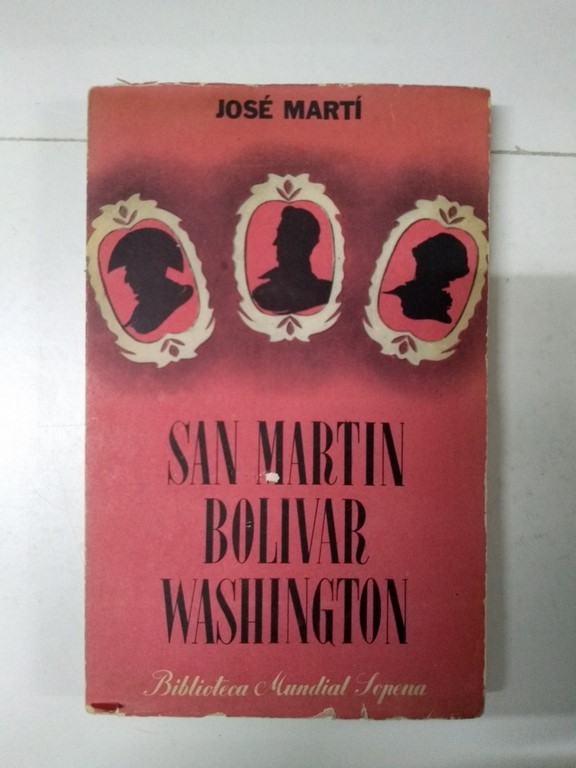 JOSÉ MARTÍ
SAN MARTIN
BOLIVAR
WASHINGTON
Biblioteca Mundial Sopena